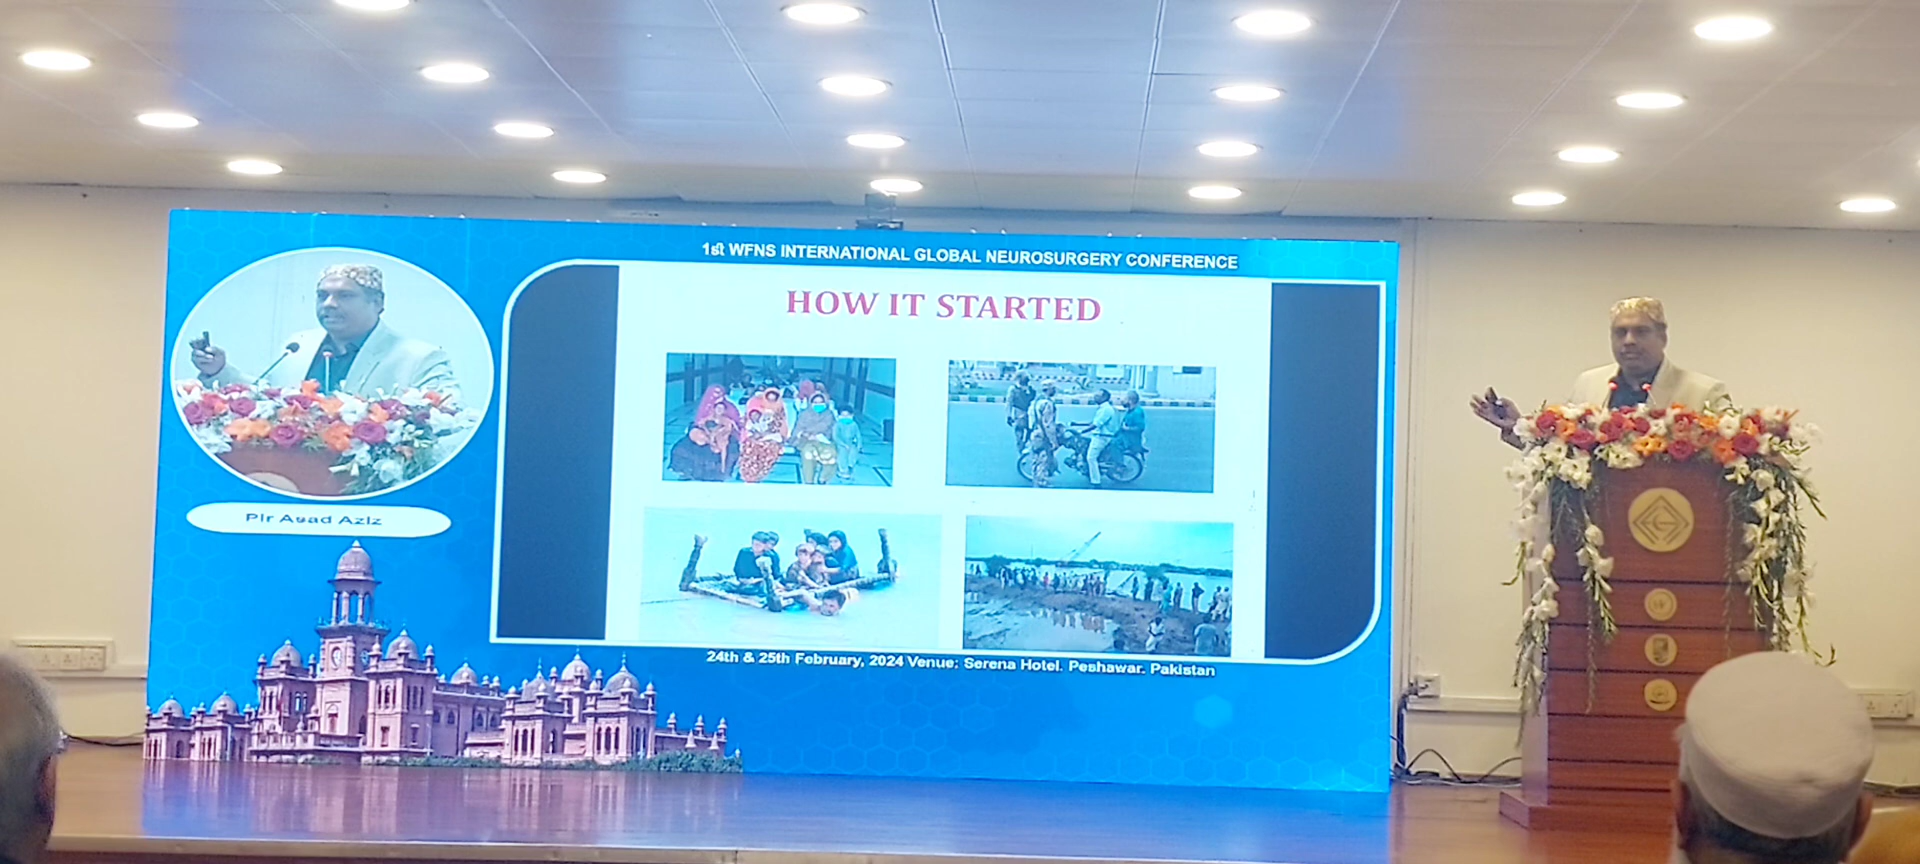 1st WFNS INTERNATIONAL GLOBAL NEUROSURGERY CONFERENCE
HOW IT STARTED
Pir Asad Aziz
24th & 25th February, 2024 Venue: Serena Hotel. Peshawar. Pakistan